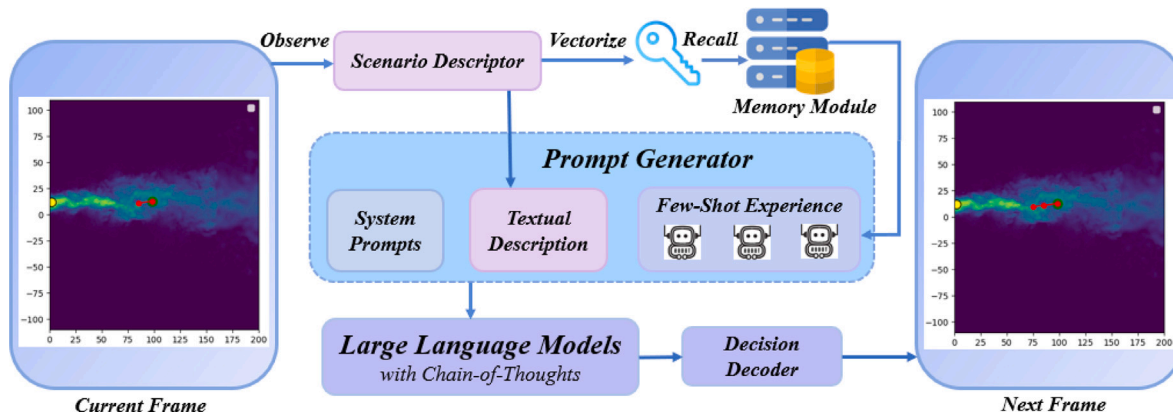 Observe
Scenario Descriptor
Vectorize
Recall
Memory Module
Prompt Generator
System
Prompts
Textual
Description
Few-Shot Experience
ROBOT
ROBOT
ROBOT
Large Language Models
with Chain-of-Thoughts
Decision
Decoder
100
75
50
25
0
−25
−50
−75
−100
0 25 50 75 100 125 150 175 200
Current Frame
100
75
50
25
0
−25
−50
−75
−100
0 25 50 75 100 125 150 175 200
Next Frame